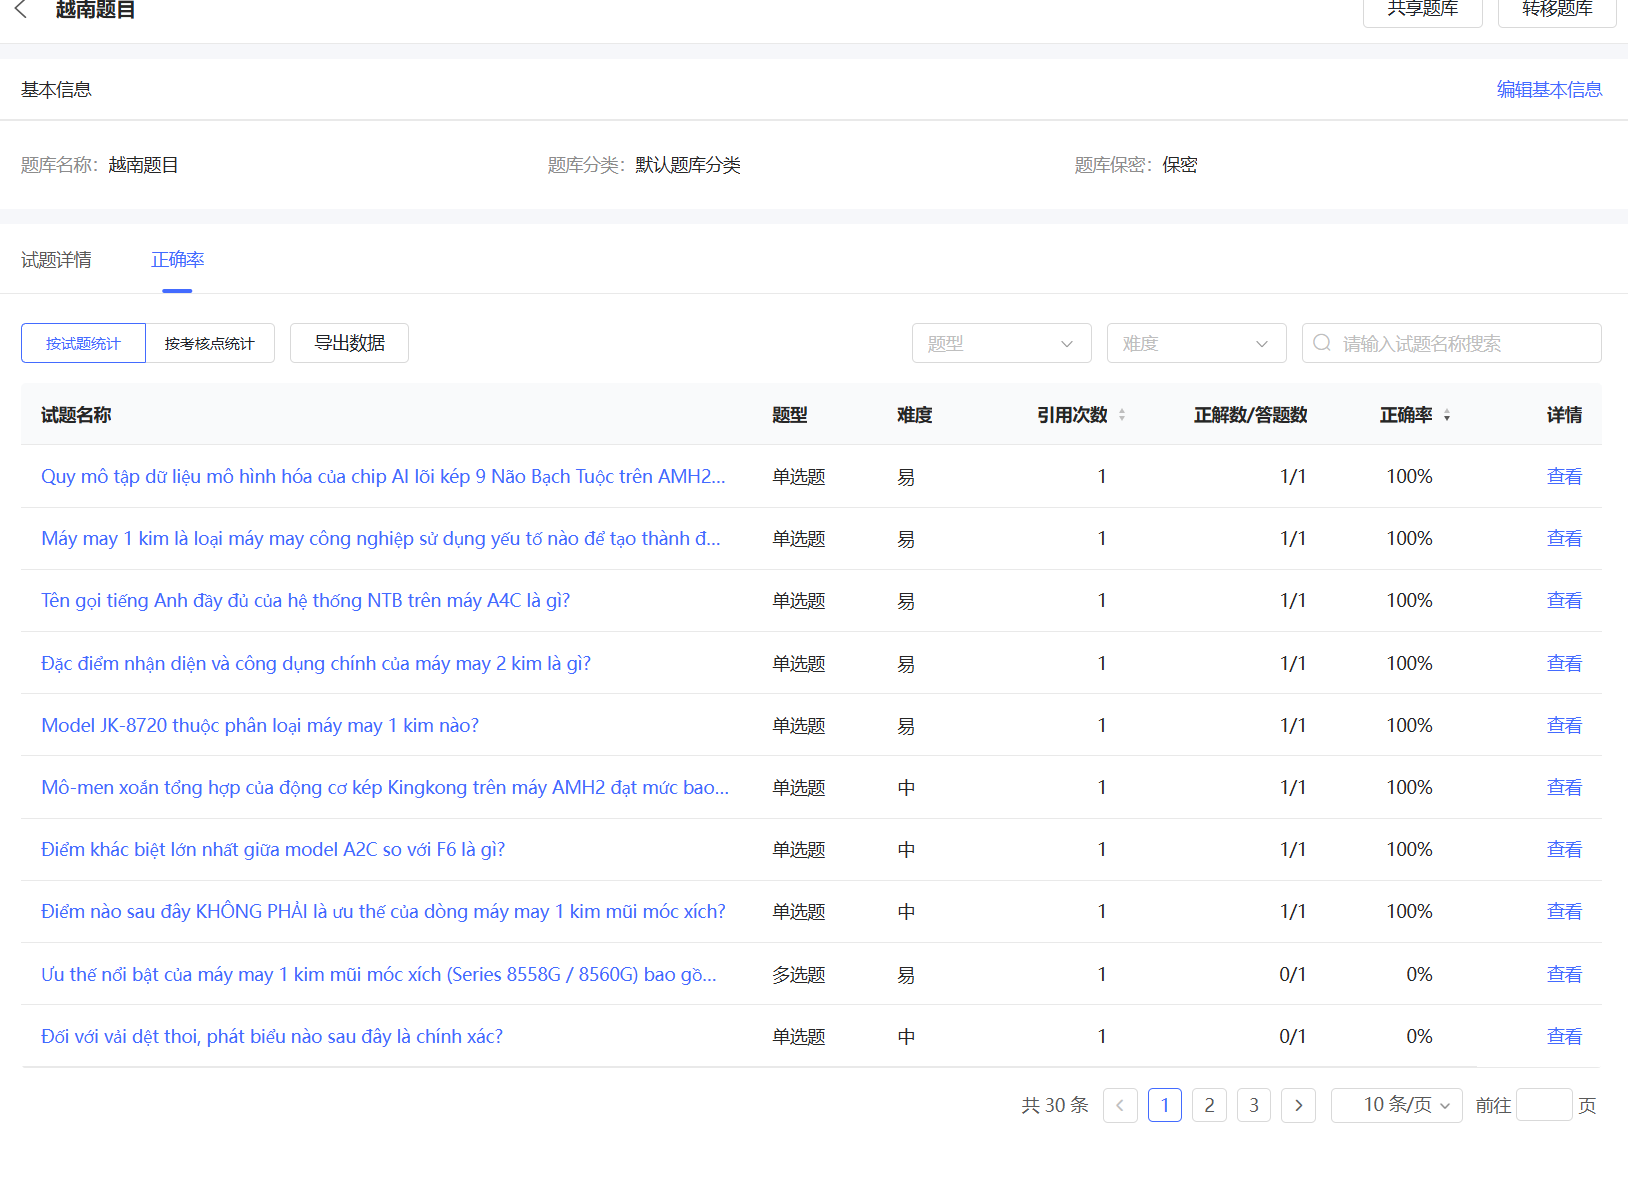 越南题目
共享题库
转移题库
基本信息
编辑基本信息
题库名称：越南题目
题库分类：默认题库分类
题库保密：保密
试题详情
正确率
按试题统计
按考核点统计
导出数据
题型
难度
请输入试题名称搜索
试题名称 题型 难度 引用次数 正解数/答题数 正确率 详情
Quy mô tập dữ liệu mô hình hóa của chip AI lõi kép 9 Não Bạch Tuộc trên AMH2... 单选题 易 1 1/1 100% 查看
Máy may 1 kim là loại máy may công nghiệp sử dụng yếu tố nào để tạo thành đ... 单选题 易 1 1/1 100% 查看
Tên gọi tiếng Anh đầy đủ của hệ thống NTB trên máy A4C là gì? 单选题 易 1 1/1 100% 查看
Đặc điểm nhận diện và công dụng chính của máy may 2 kim là gì? 单选题 易 1 1/1 100% 查看
Model JK-8720 thuộc phân loại máy may 1 kim nào? 单选题 易 1 1/1 100% 查看
Mô-men xoắn tổng hợp của động cơ kép Kingkong trên máy AMH2 đạt mức bao... 单选题 中 1 1/1 100% 查看
Điểm khác biệt lớn nhất giữa model A2C so với F6 là gì? 单选题 中 1 1/1 100% 查看
Điểm nào sau đây KHÔNG PHẢI là ưu thế của dòng máy may 1 kim mũi móc xích? 单选题 中 1 1/1 100% 查看
Ưu thế nổi bật của máy may 1 kim mũi móc xích (Series 8558G / 8560G) bao gồ... 多选题 易 1 0/1 0% 查看
Đối với vải dệt thoi, phát biểu nào sau đây là chính xác? 单选题 中 1 0/1 0% 查看
共 30 条 1 2 3 10 条/页 前往 页